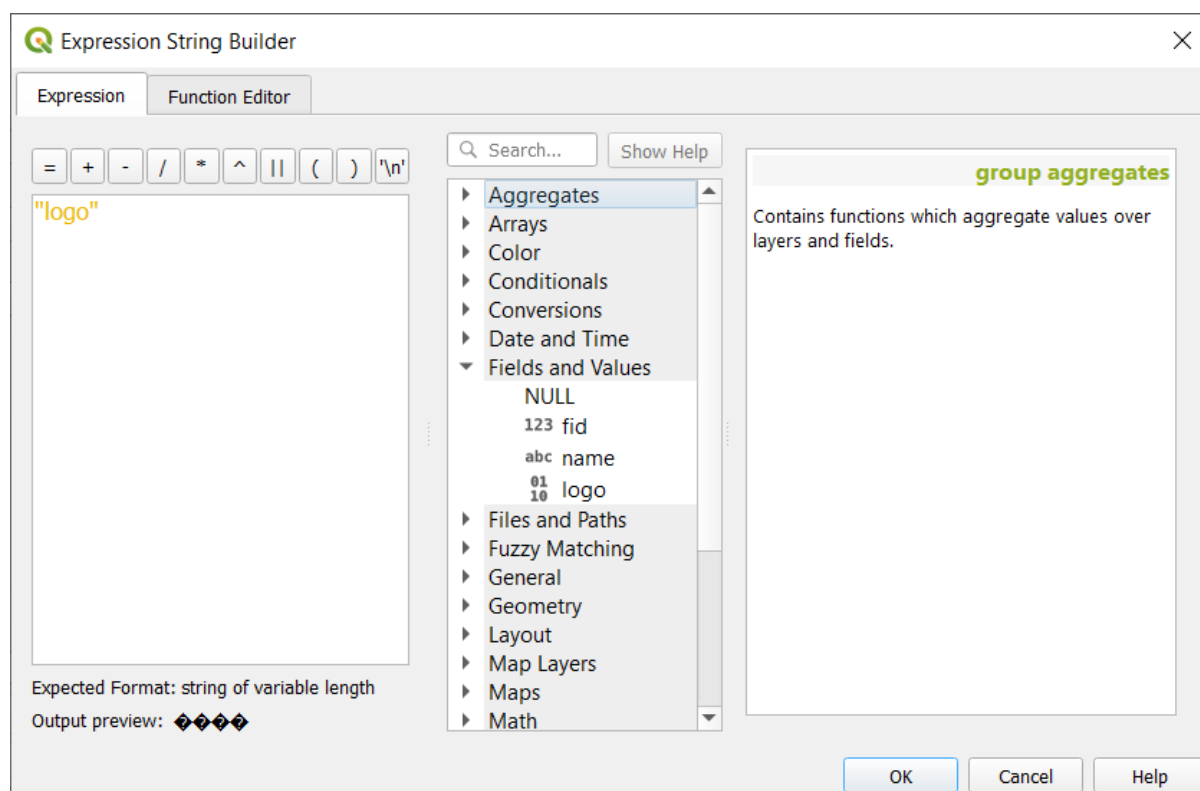 Expression String Builder
Expression
Function Editor
= + - / * ^ || ( ) '\n'
"logo"
Expected Format: string of variable length
Output preview: ����
Search...
Show Help
Aggregates
Arrays
Color
Conditionals
Conversions
Date and Time
Fields and Values
NULL
123 fid
abc name
01
10 logo
Files and Paths
Fuzzy Matching
General
Geometry
Layout
Map Layers
Maps
Math
group aggregates
Contains functions which aggregate values over
layers and fields.
OK
Cancel
Help